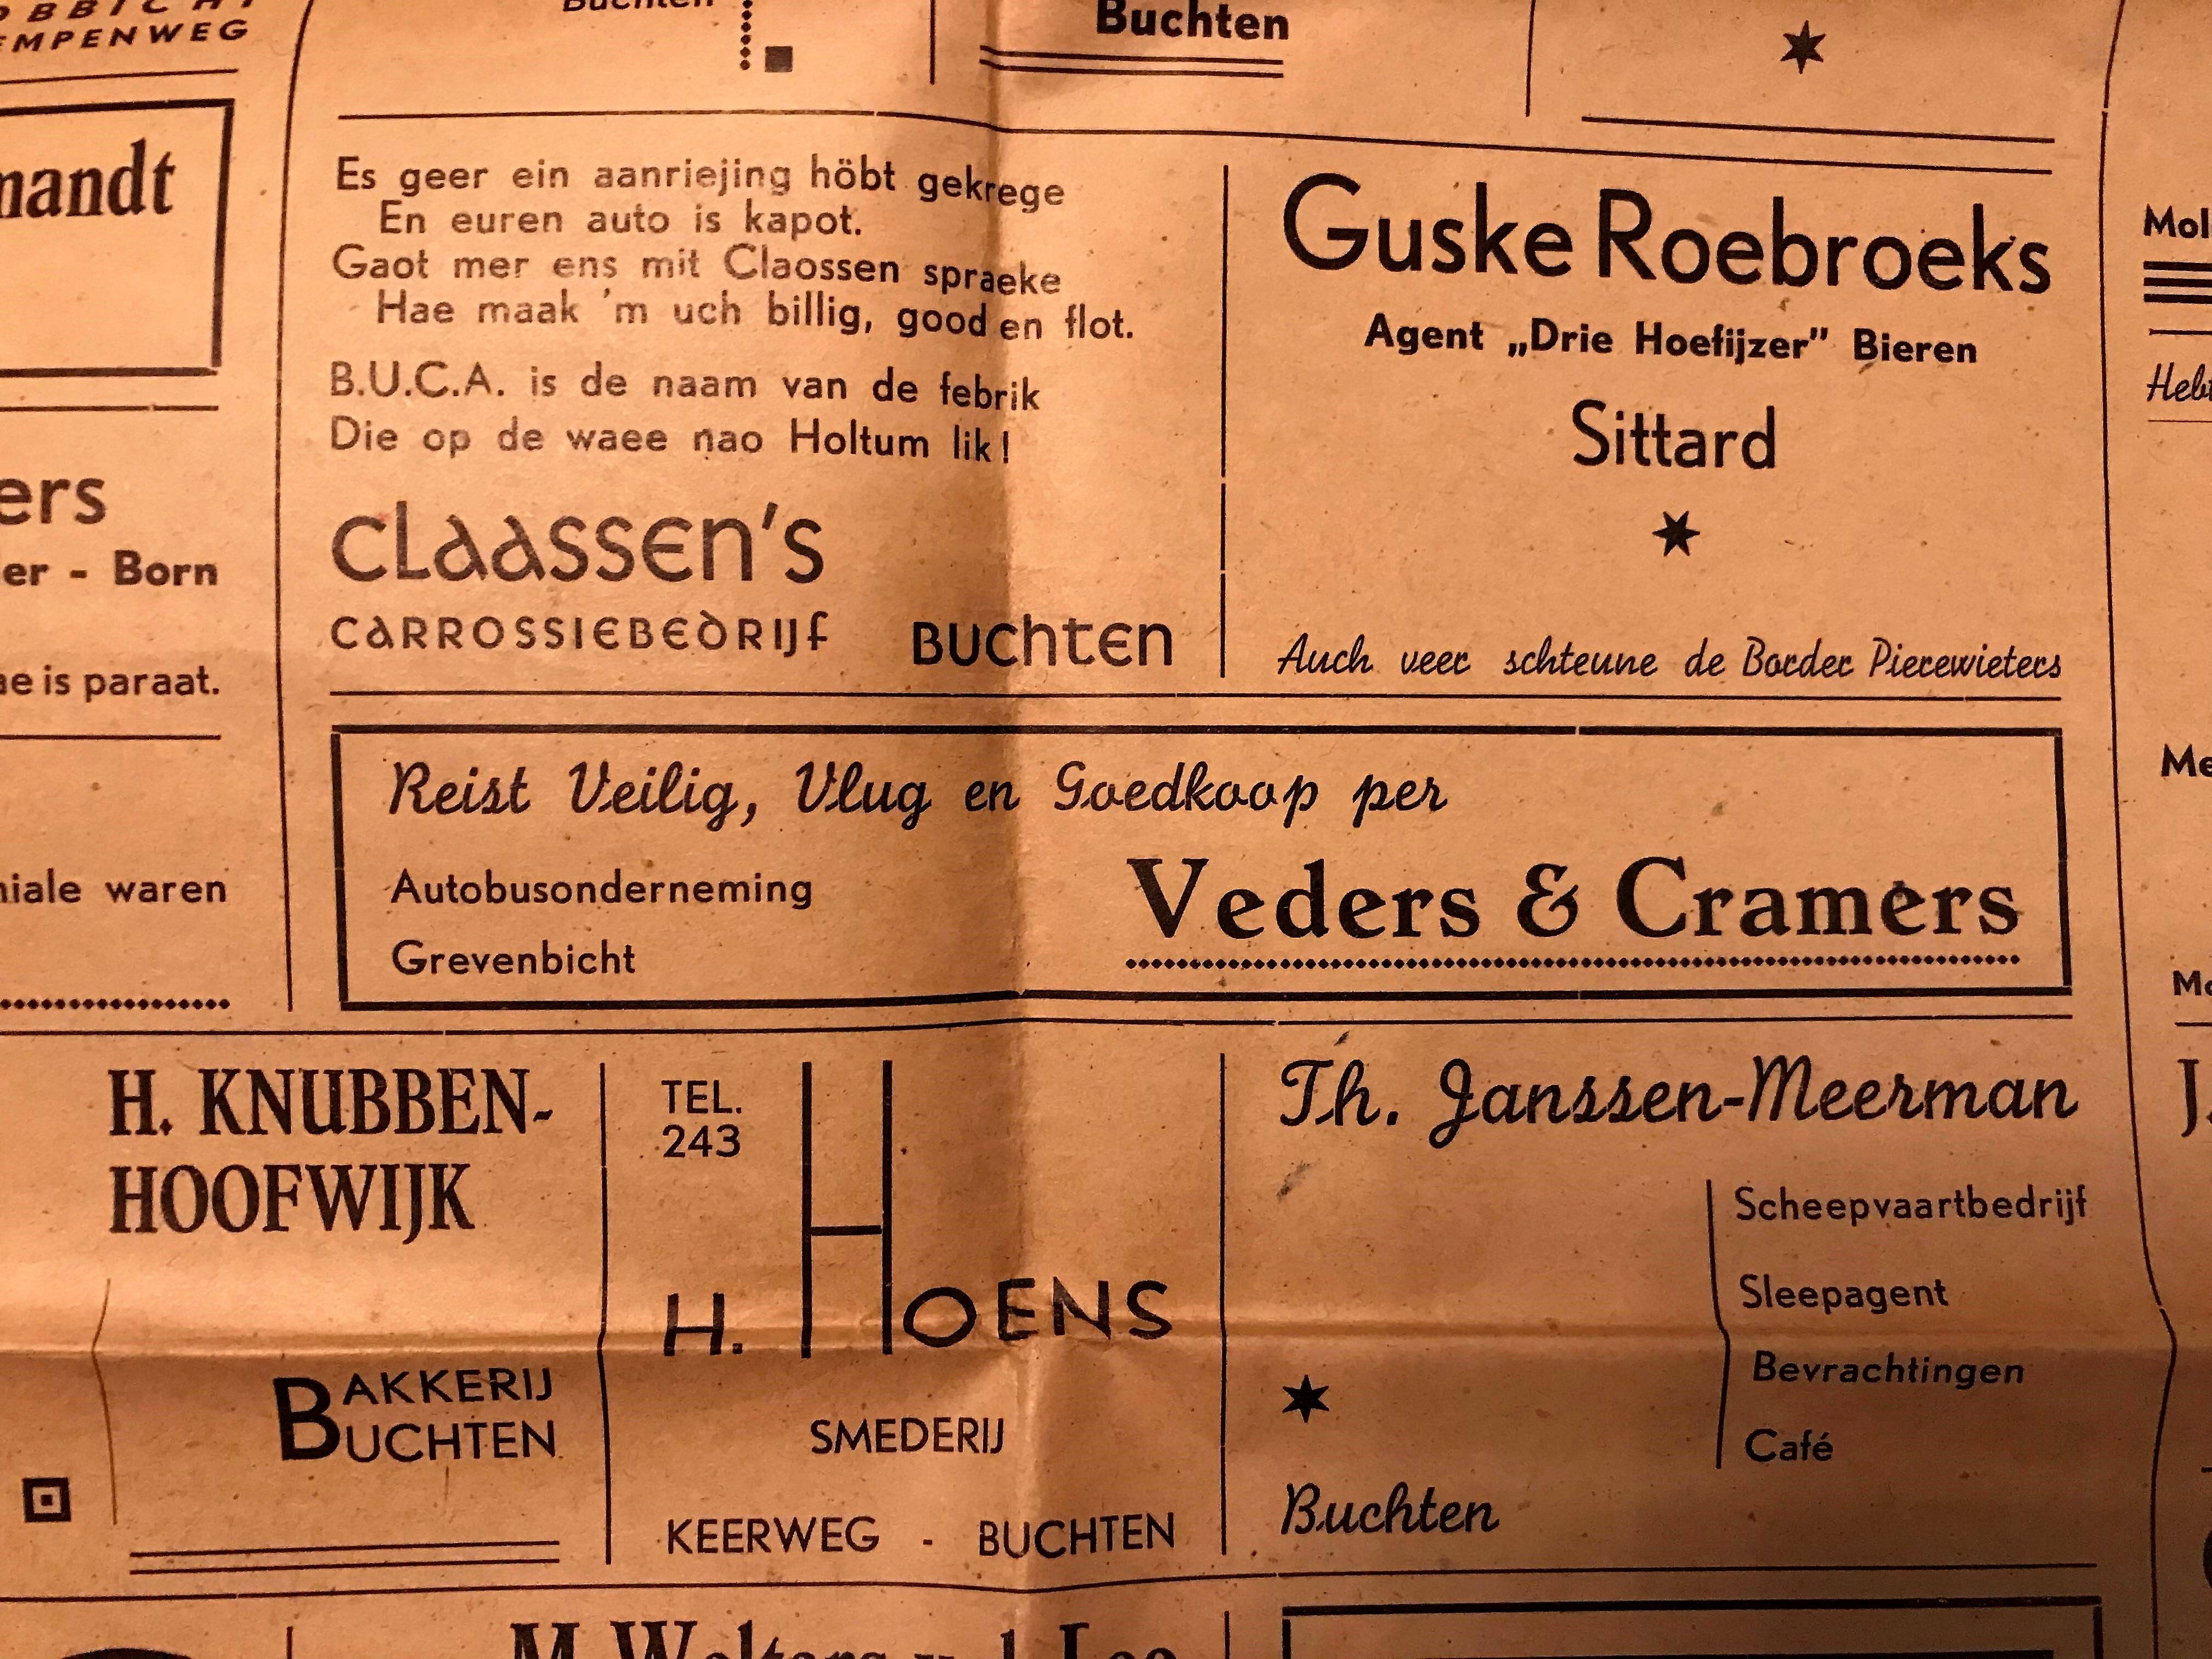 EMPENWEG
Buchten
Buchten
mandt
ers
er - Born
ae is paraat.
niale waren
Es geer ein aanriejing höbt gekrege
En euren auto is kapot.
Gaot mer ens mit Claossen spraeke
Hae maak 'm uch billig, good en flot.
B.U.C.A. is de naam van de febrik
Die op de waee nao Holtum lik!
CLaassen's
CARROSSIEBEDRIJF BUCHTEN
Guske Roebroeks
Agent „Drie Hoefijzer” Bieren
Sittard
Auch veer schteune de Border Pierewieters
Reist Veilig, Vlug en Goedkoop per
Autobusonderneming
Veders & Cramers
Grevenbicht
H. KNUBBEN-
HOOFWIJK
BAKKERIJ
BUCHTEN
TEL.
243
H. HOENS
SMEDERIJ
KEERWEG - BUCHTEN
Th. Janssen-Meerman
Scheepvaartbedrijf
Sleepagent
Bevrachtingen
Café
Buchten
Mol
Heb
Me
Mo
J.